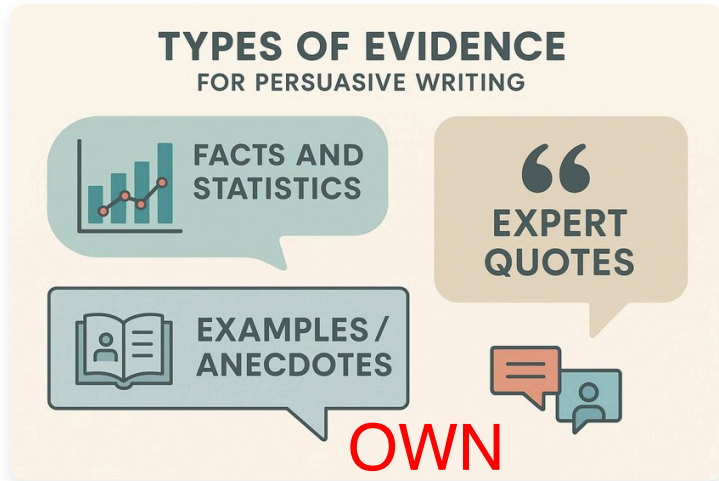 TYPES OF EVIDENCE
FOR PERSUASIVE WRITING
FACTS AND
STATISTICS
“
EXPERT
QUOTES
EXAMPLES /
ANECDOTES
OWN